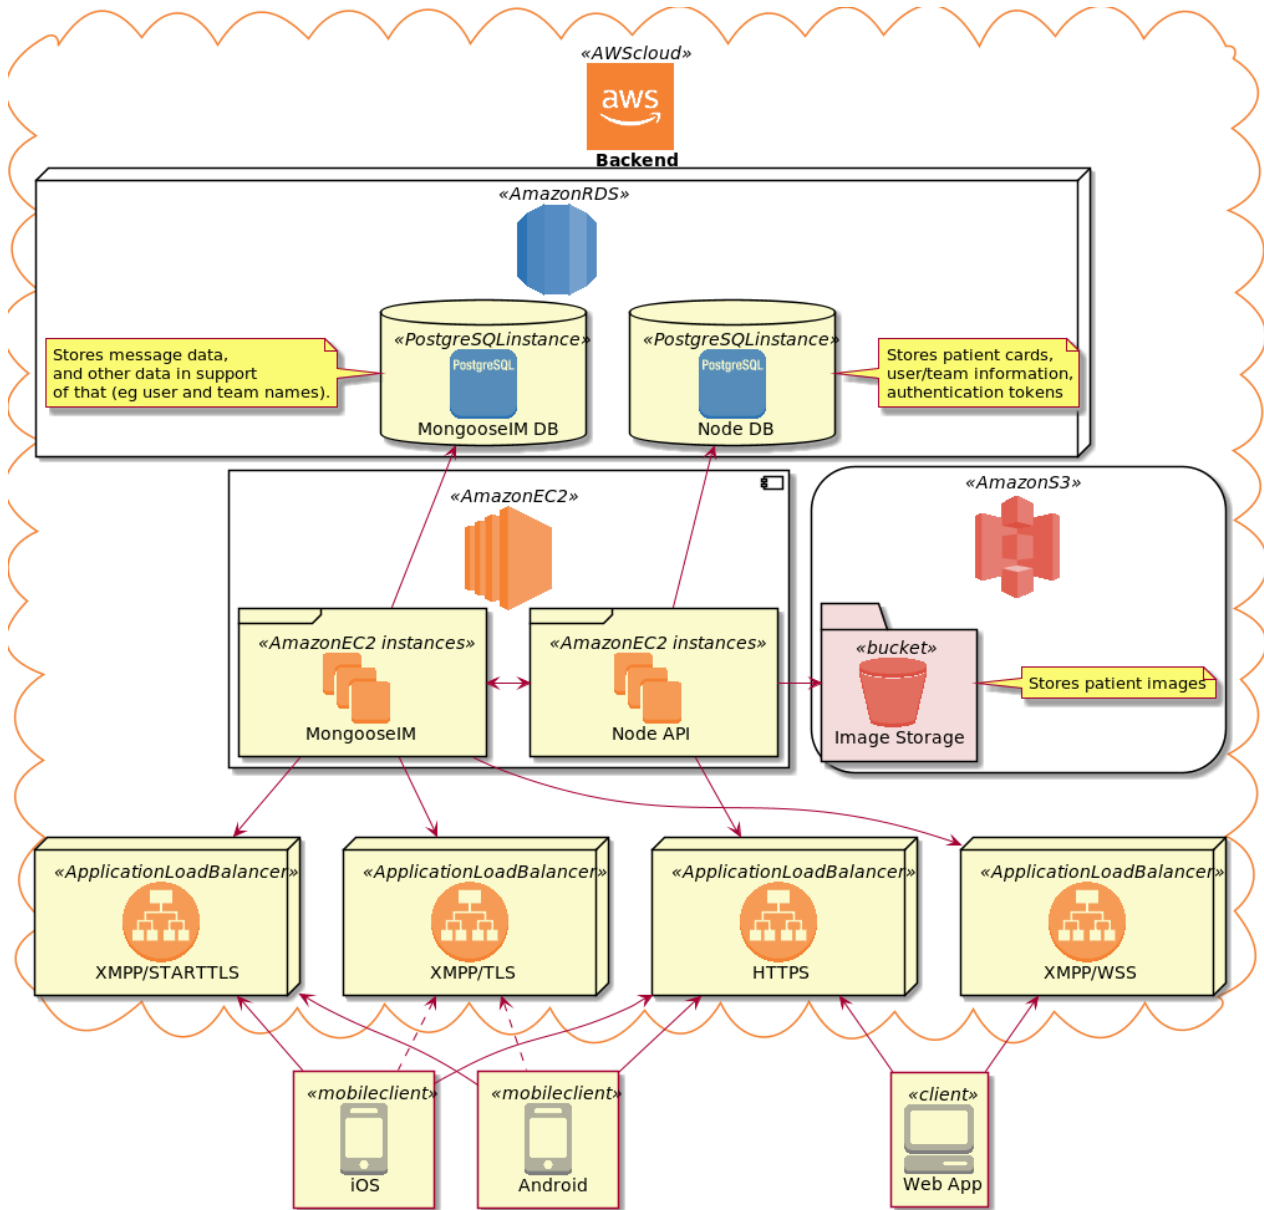 «AWScloud»
aws
Backend
«AmazonRDS»
Stores message data,
and other data in support
of that (eg user and team names).
«PostgreSQLinstance»
PostgreSQL
MongooseIM DB
«PostgreSQLinstance»
PostgreSQL
Node DB
Stores patient cards,
user/team information,
authentication tokens
«AmazonEC2»
«AmazonEC2 instances»
MongooseIM
«AmazonEC2 instances»
Node API
«AmazonS3»
«bucket»
Image Storage
Stores patient images
«ApplicationLoadBalancer»
XMPP/STARTTLS
«ApplicationLoadBalancer»
XMPP/TLS
«ApplicationLoadBalancer»
HTTPS
«ApplicationLoadBalancer»
XMPP/WSS
«mobileclient»
iOS
«mobileclient»
Android
«client»
Web App